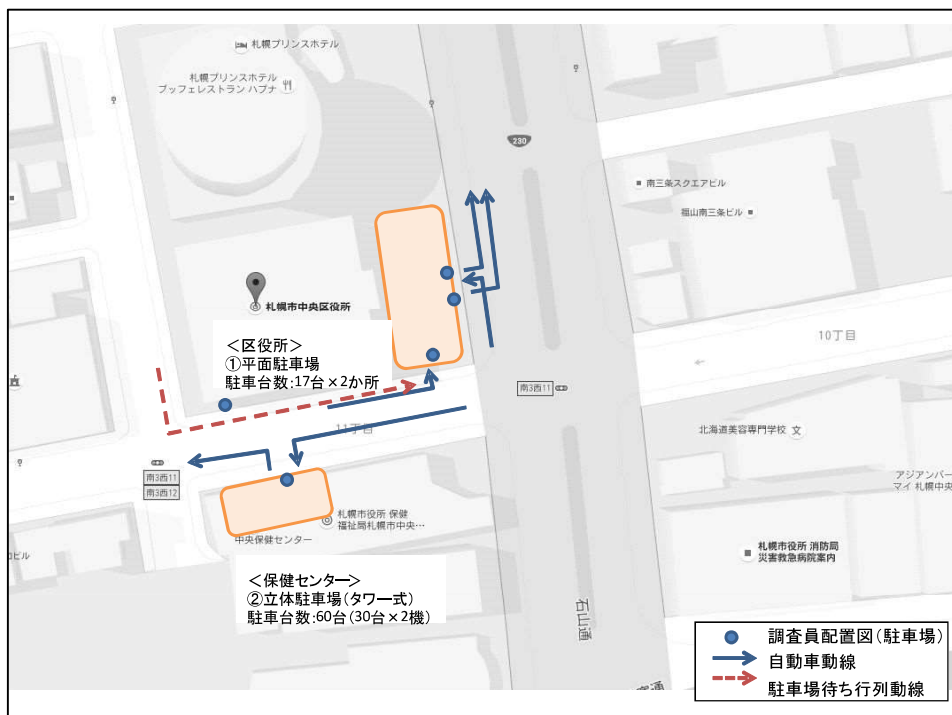 札幌プリンスホテル
札幌プリンスホテル
ブッフェレストラン ハプナ
230
南三条スクエアビル
福山南三条ビル
札幌市中央区役所
＜区役所＞
①平面駐車場
駐車台数:17台×2か所
10丁目
南3西11
11丁目
北海道美容専門学校
文
南3西11
南3西12
アジアンバー
マイ 札幌中央
札幌市役所 保健
福祉局札幌市中央…
中央保健センター
札幌市役所 消防局
災害救急病院案内
ビル
＜保健センター＞
②立体駐車場(タワー式)
駐車台数:60台(30台×2機)
石山通
調査員配置図(駐車場)
自動車動線
駐車場待ち行列動線